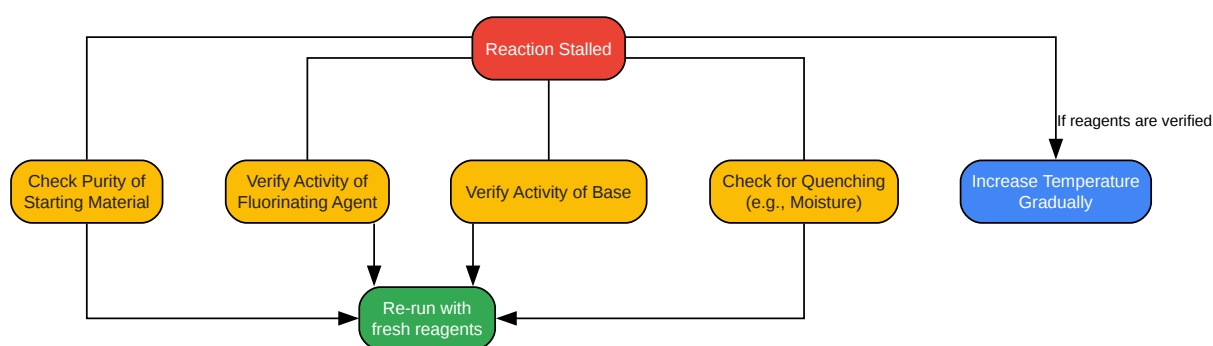 Reaction Stalled
If reagents are verified
Check Purity of
Starting Material
Verify Activity of
Fluorinating Agent
Verify Activity of Base
Check for Quenching
(e.g., Moisture)
Increase Temperature
Gradually
Re-run with
fresh reagents